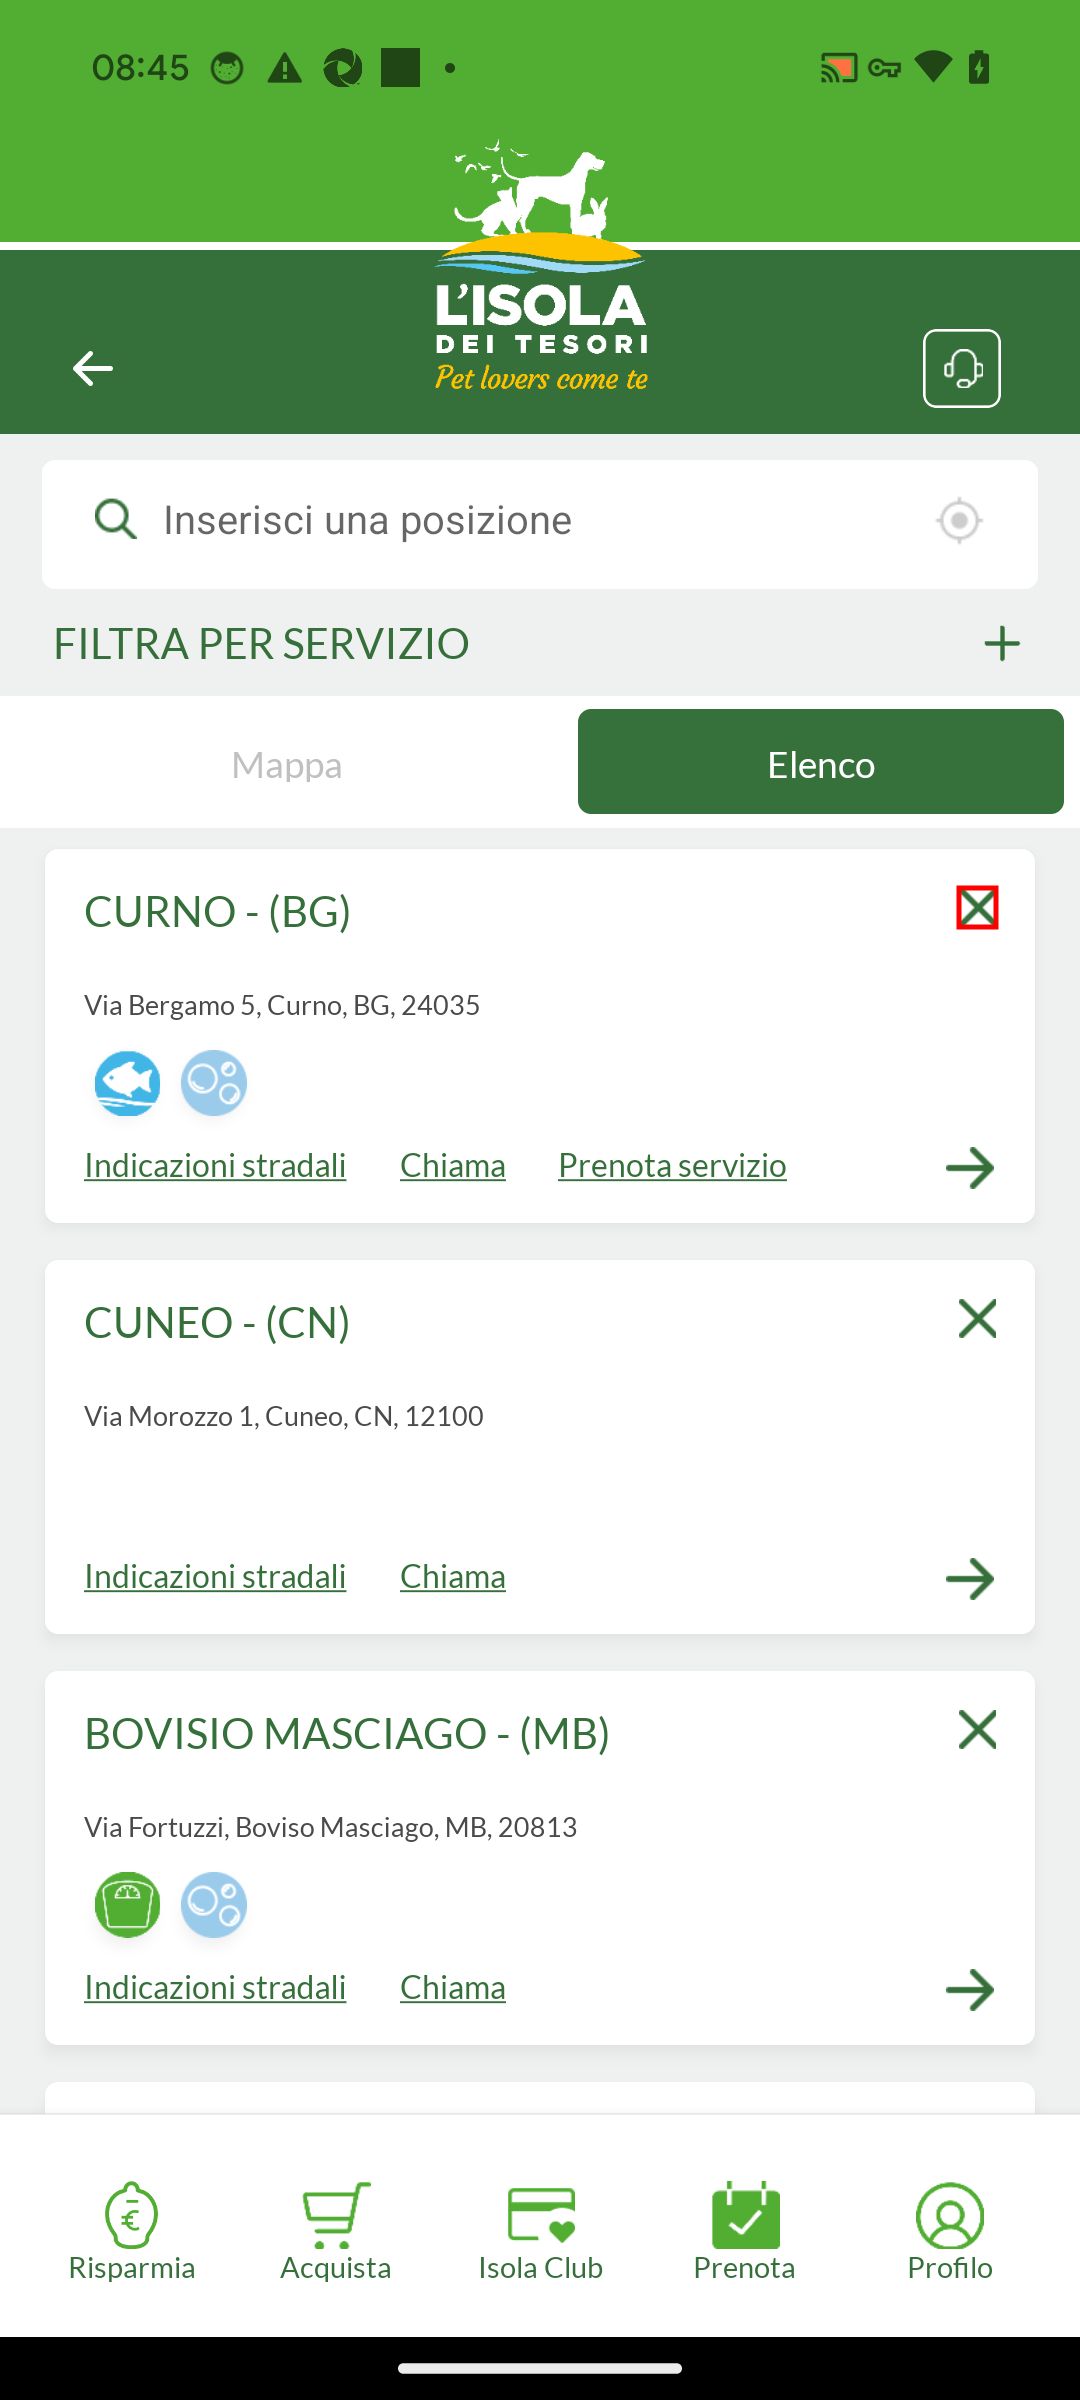 08:45
L'ISOLA
DEI TESORI
Pet lovers come te
Inserisci una posizione
FILTRA PER SERVIZIO
Mappa
Elenco
CURNO - (BG)
Via Bergamo 5, Curno, BG, 24035
Indicazioni stradali Chiama Prenota servizio
CUNEO - (CN)
Via Morozzo 1, Cuneo, CN, 12100
Indicazioni stradali Chiama
BOVISIO MASCIAGO - (MB)
Via Fortuzzi, Boviso Masciago, MB, 20813
Indicazioni stradali Chiama
Risparmia Acquista Isola Club Prenota Profilo